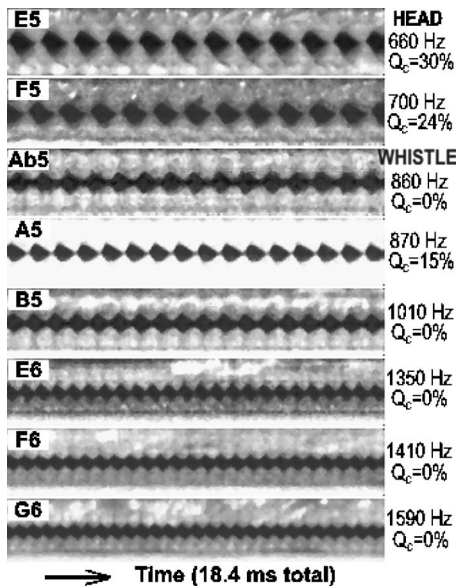 E5
HEAD
660 Hz
Qc=30%
F5
700 Hz
Qc=24%
Ab5
WHISTLE
860 Hz
Qc=0%
A5
870 Hz
Qc=15%
B5
1010 Hz
Qc=0%
E6
1350 Hz
Qc=0%
F6
1410 Hz
Qc=0%
G6
1590 Hz
Qc=0%
Time (18.4 ms total)